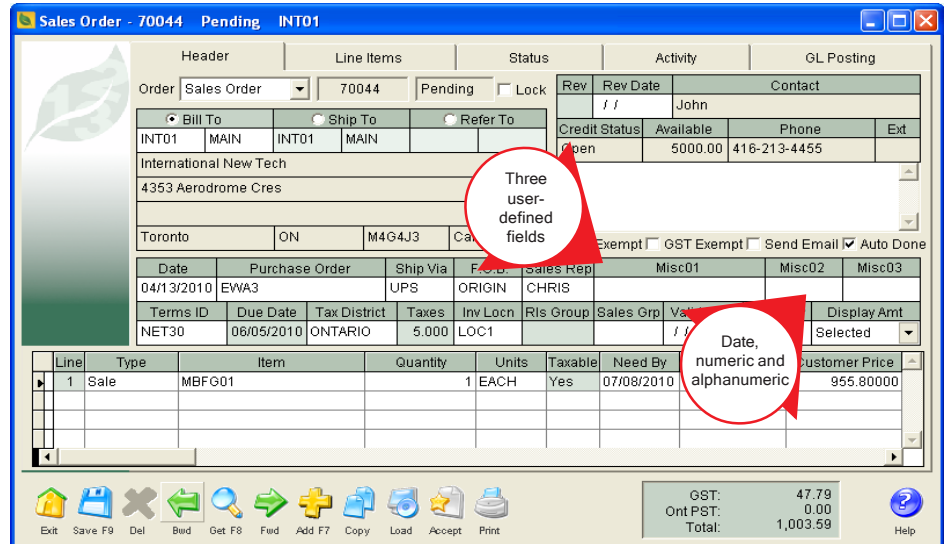 Sales Order - 70044 Pending INT01
Header Line Items Status Activity GL Posting
Order Sales Order 70044 Pending Lock
Rev Rev Date Contact
/ / John
Bill To Ship To Refer To
INT01 MAIN INT01 MAIN
Credit Status Available Phone Ext
Open 5000.00 416-213-4455
International New Tech
4353 Aerodrome Cres
Three
user-
defined
fields
Toronto ON M4G4J3
Exempt GST Exempt Send Email Auto Done
Date Purchase Order Ship Via F.O.B. Sales Rep Misc01 Misc02 Misc03
04/13/2010 EWA3 UPS ORIGIN CHRIS
Terms ID Due Date Tax District Taxes Inv Locn Rls Group Sales Grp Display Amt
NET30 06/05/2010 ONTARIO 5.000 LOC1 / / Selected
Date,
numeric and
alphanumeric
Line Type Item Quantity Units Taxable Need By Customer Price
1 Sale MBFG01 1 EACH Yes 07/08/2010 955.80000
Exit Save F9 Del Bwd Get F8 Fwd Add F7 Copy Load Accept Print
GST: 47.79
Ont PST: 0.00
Total: 1,003.59
Help